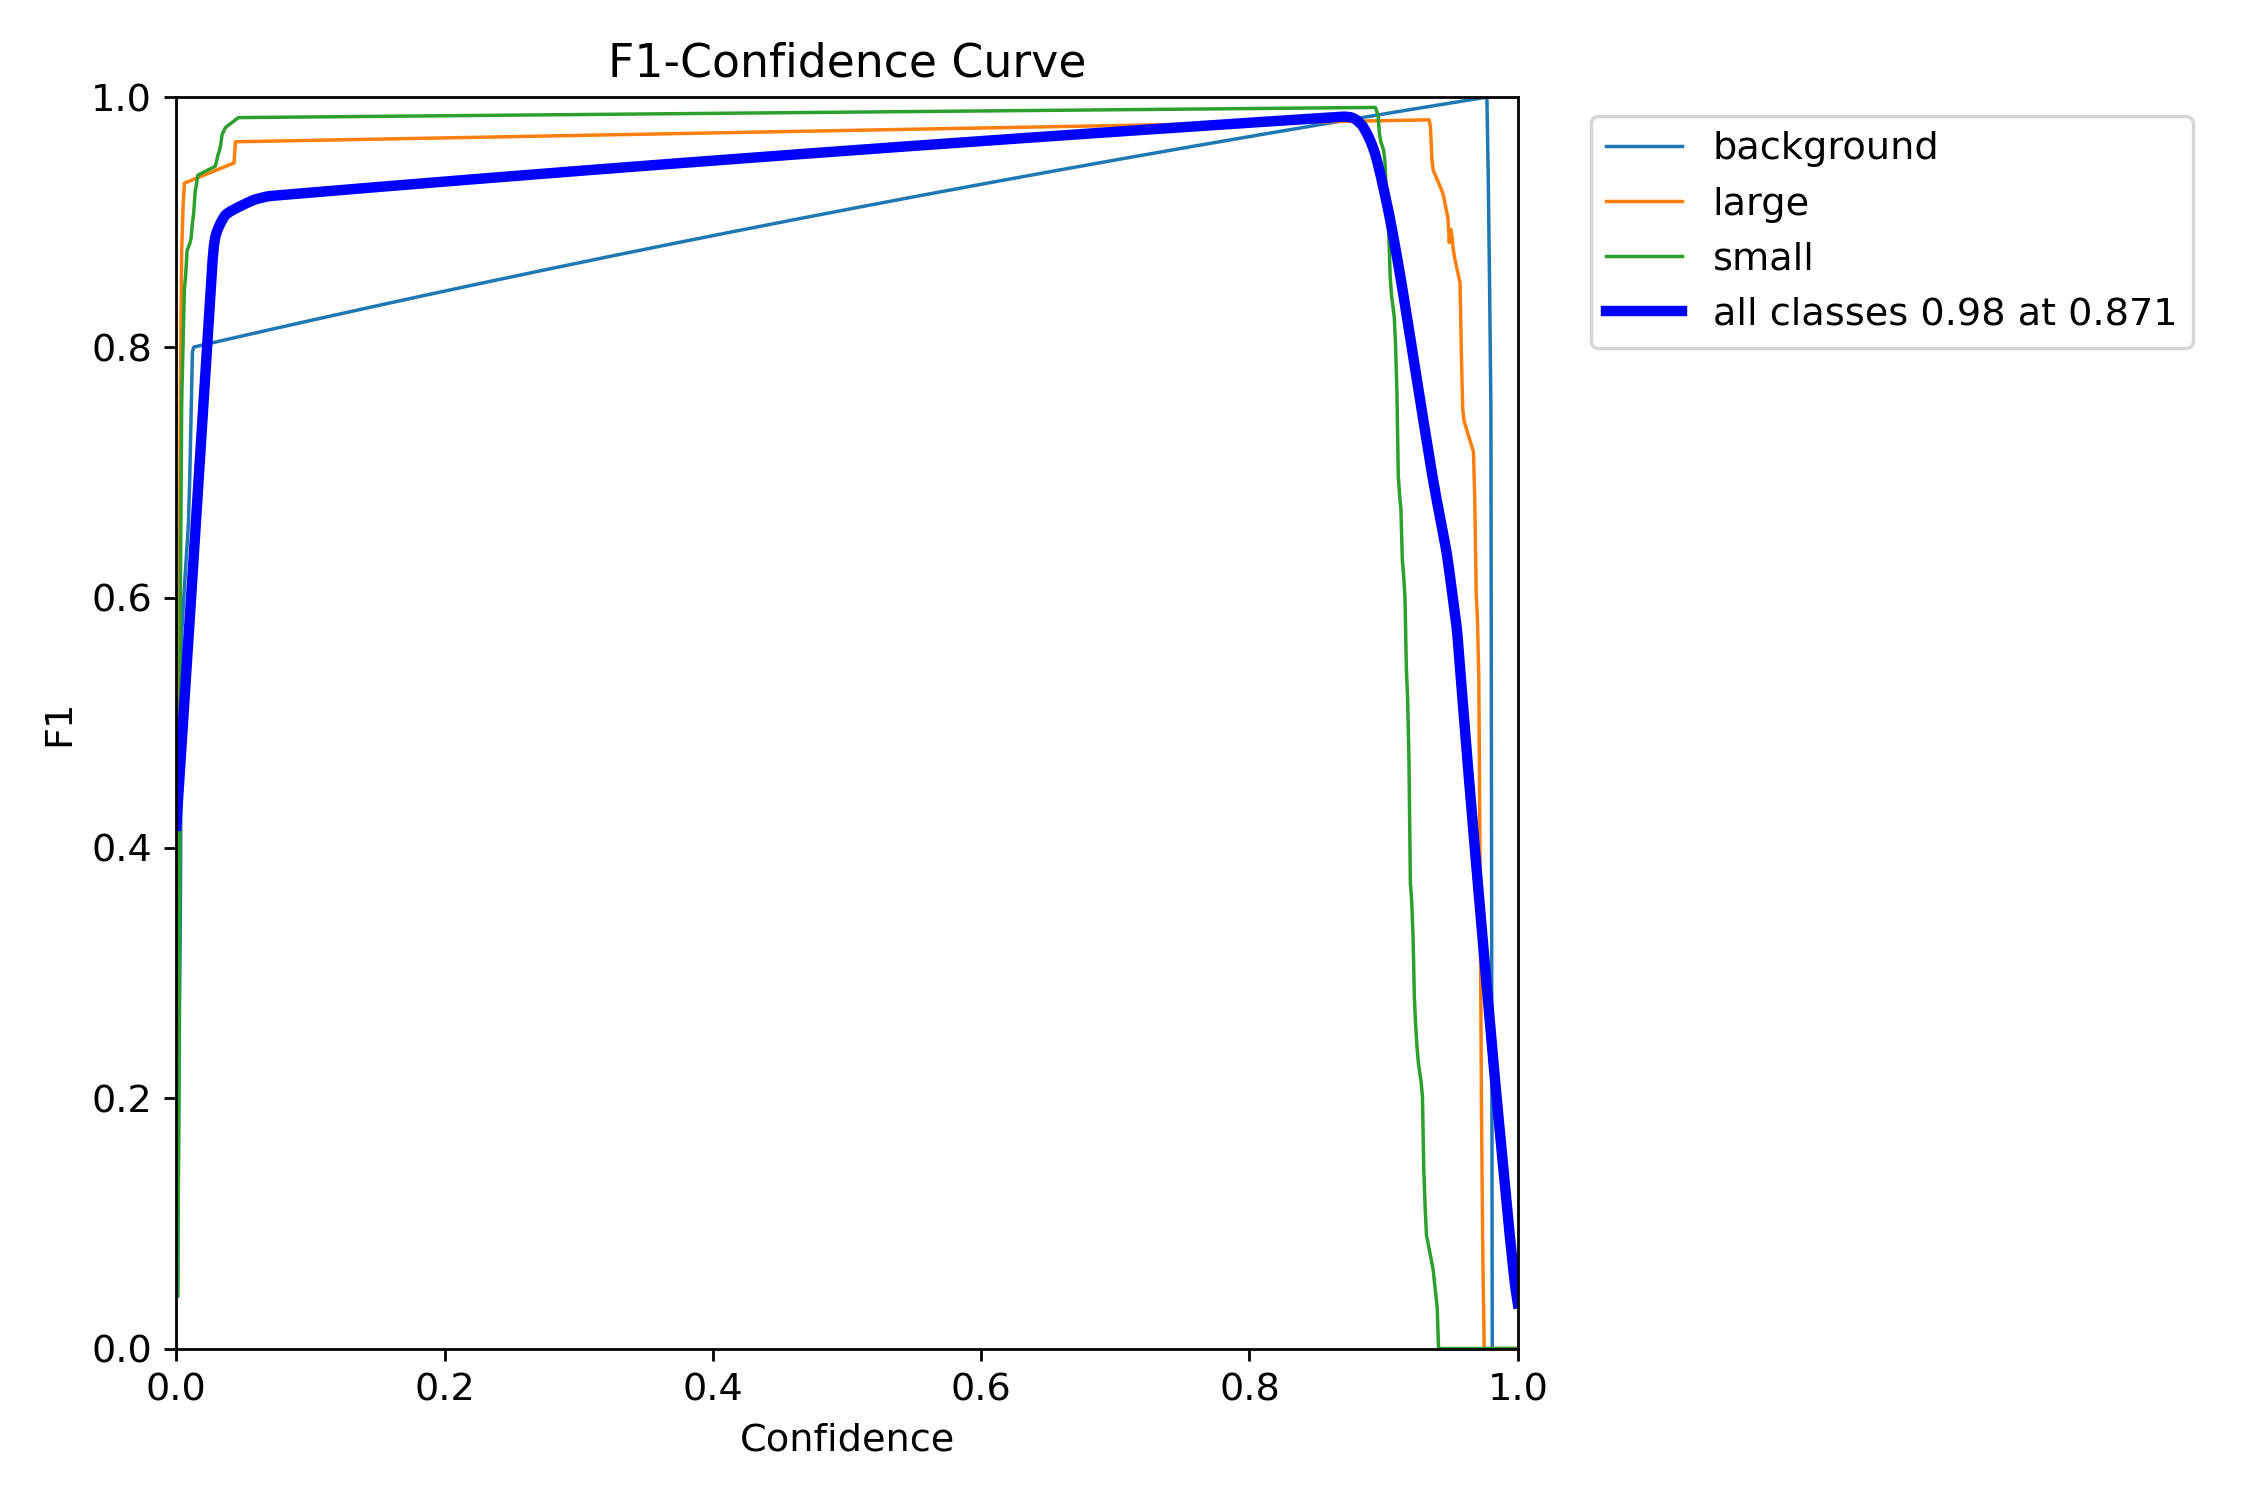 F1-Confidence Curve
1.0
0.8
0.6
0.4
0.2
0.0
F1
0.0 0.2 0.4 0.6 0.8 1.0
Confidence
background
large
small
all classes 0.98 at 0.871